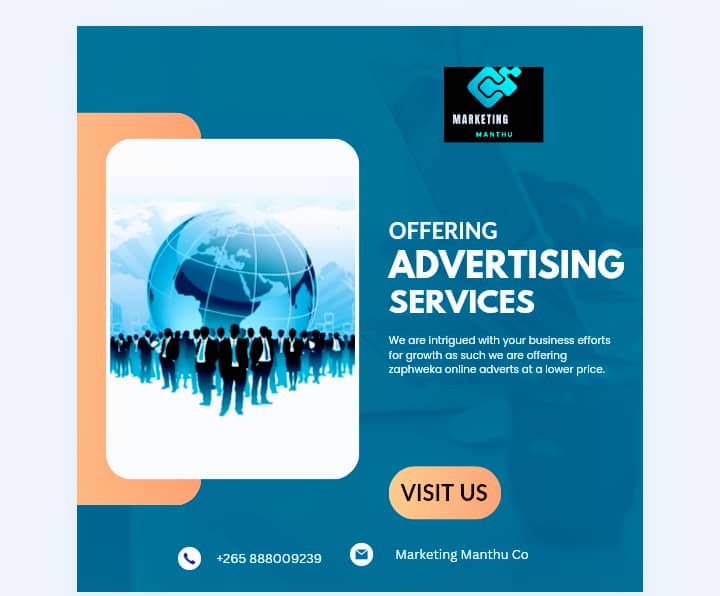 MARKETING
MANTHU
OFFERING
ADVERTISING
SERVICES
We are intrigued with your business efforts
for growth as such we are offering
zaphweka online adverts at a lower price.
VISIT US
+265 888009239
Marketing Manthu Co